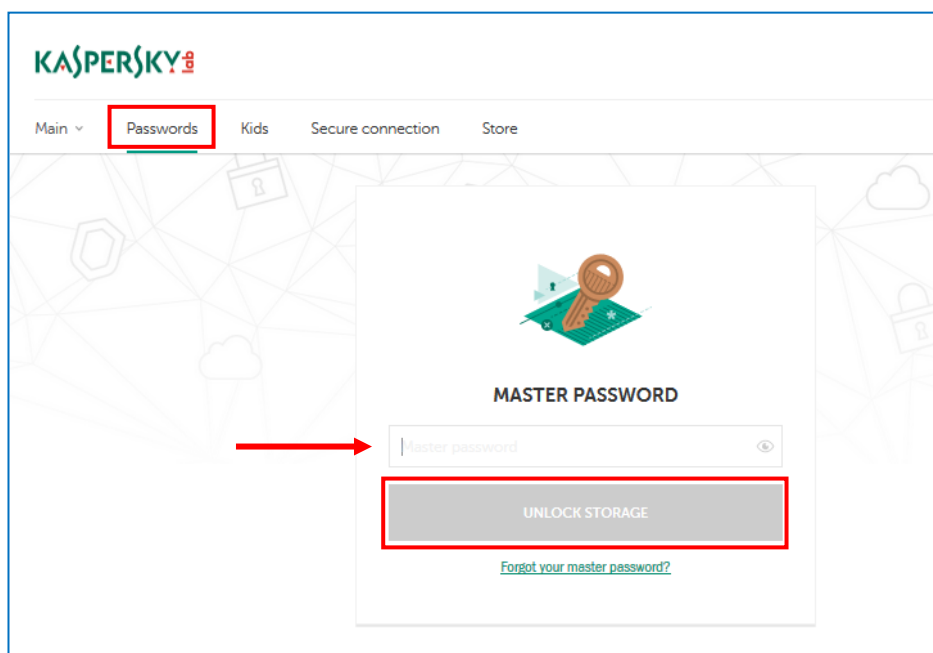 KASPERSKY lab
Main Passwords Kids Secure connection Store
MASTER PASSWORD
Master password
UNLOCK STORAGE
Forgot your master password?